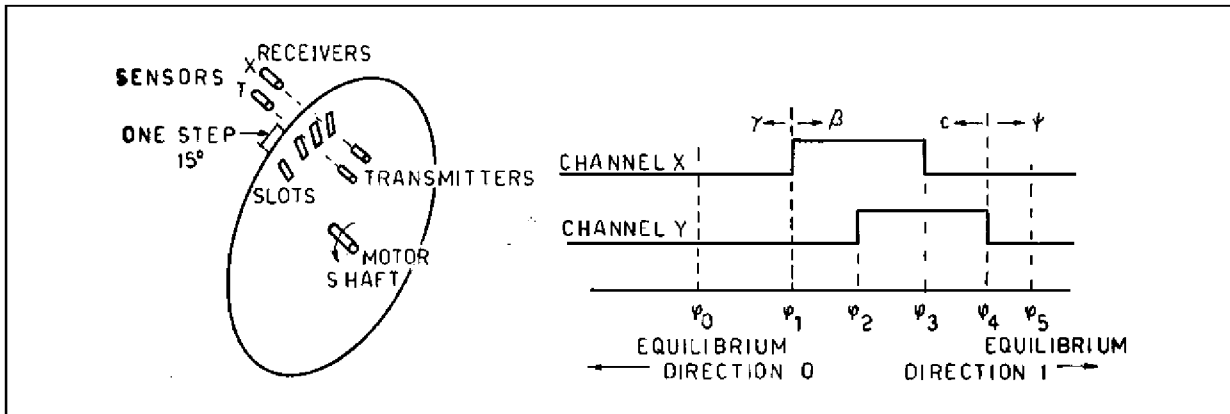 X RECEIVERS
SENSORS
T
ONE STEP
15°
SLOTS
TRANSMITTERS
MOTOR
SHAFT
γ β c ψ
CHANNEL X
CHANNEL Y
φ0 φ1 φ2 φ3 φ4 φ5
EQUILIBRIUM EQUILIBRIUM
DIRECTION 0 DIRECTION 1